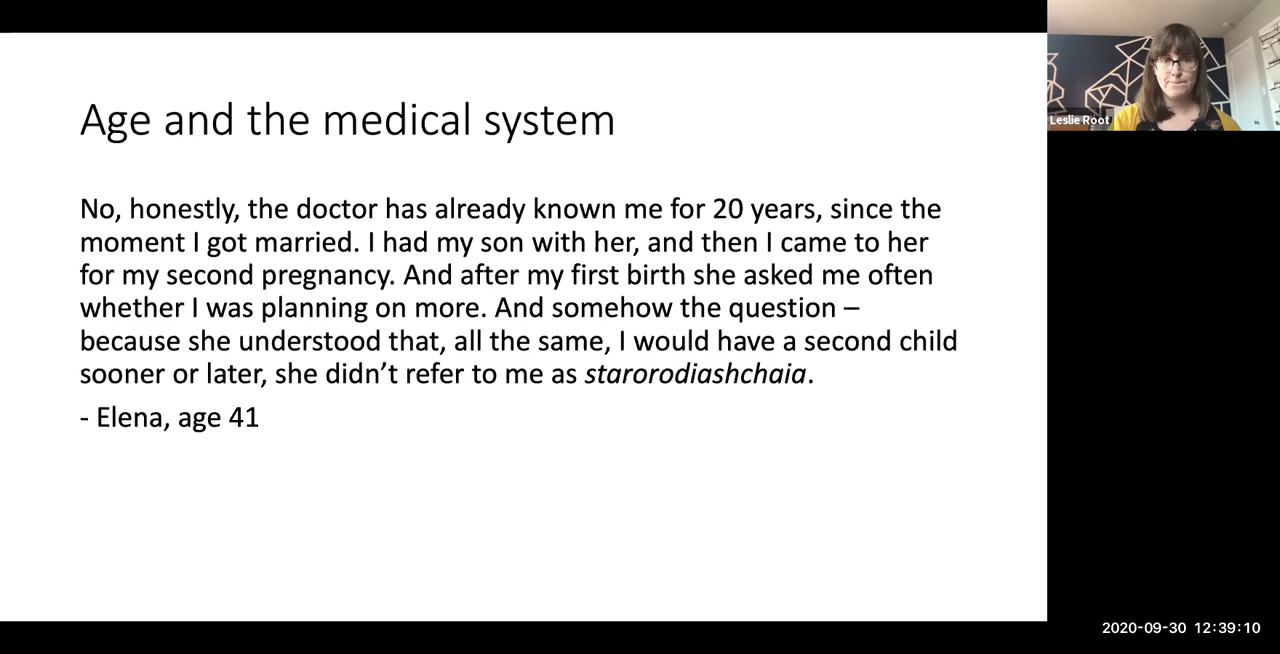 Age and the medical system
No, honestly, the doctor has already known me for 20 years, since the
moment I got married. I had my son with her, and then I came to her
for my second pregnancy. And after my first birth she asked me often
whether I was planning on more. And somehow the question –
because she understood that, all the same, I would have a second child
sooner or later, she didn’t refer to me as starorodiashchaia.
- Elena, age 41
Leslie Root
2020-09-30 12:39:10